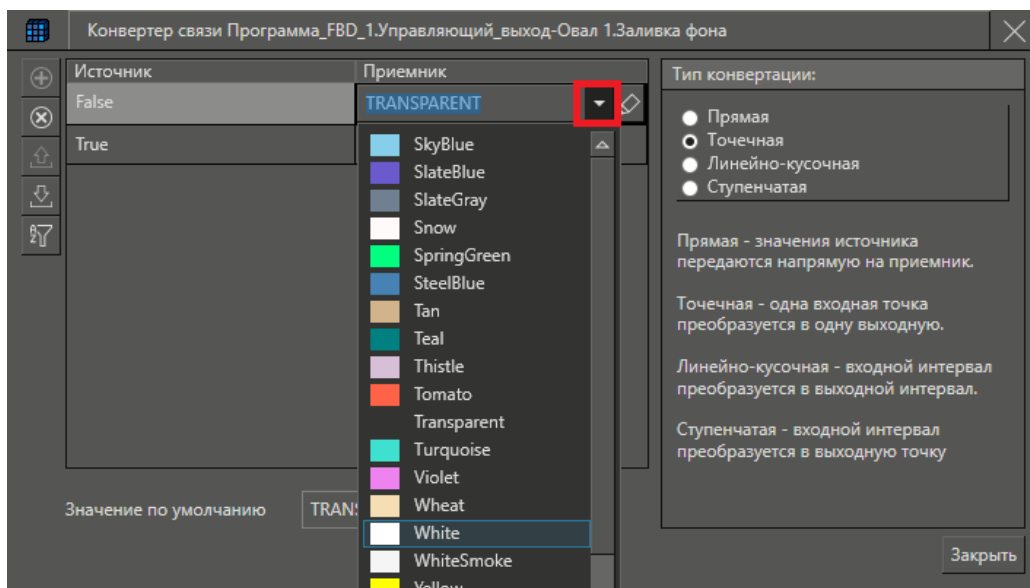 Конвертер связи Программа_FBD_1.Управляющий_выход-Овал 1.Заливка фона
Источник
Приемник
False
TRANSPARENT
True
SkyBlue
SlateBlue
SlateGray
Snow
SpringGreen
SteelBlue
Tan
Teal
Thistle
Tomato
Transparent
Turquoise
Violet
Wheat
White
WhiteSmoke
Yellow
Значение по умолчанию
TRAN
Тип конвертации:
Прямая
Точечная
Линейно-кусочная
Ступенчатая
Прямая - значения источника
передаются напрямую на приемник.
Точечная - одна входная точка
преобразуется в одну выходную.
Линейно-кусочная - входной интервал
преобразуется в выходной интервал.
Ступенчатая - входной интервал
преобразуется в выходную точку
Закрыть